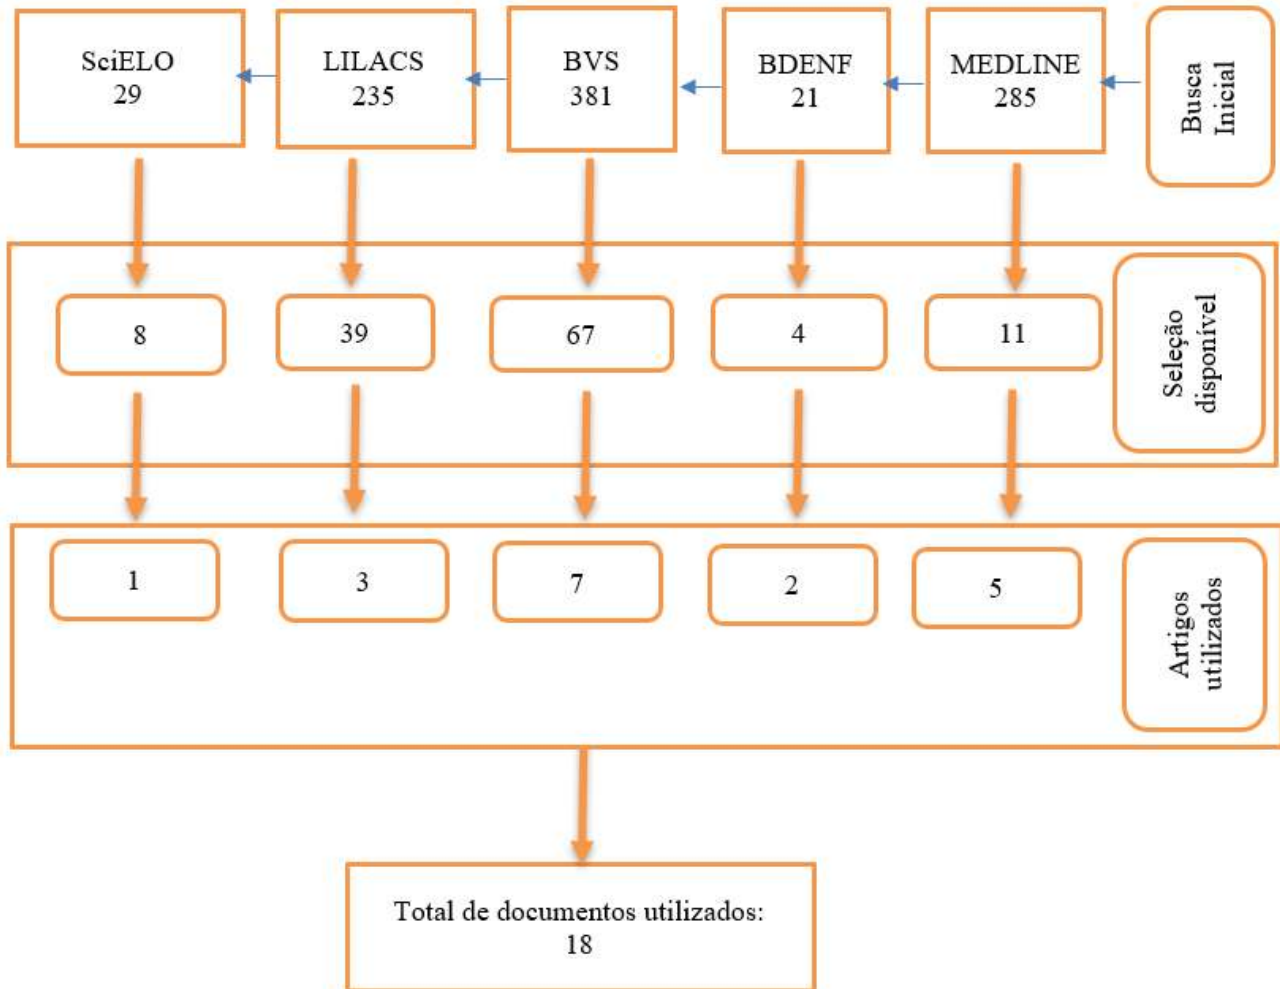 SciELO
29
LILACS
235
BVS
381
BDENF
21
MEDLINE
285
Busca
Inicial
8
39
67
4
11
Seleção
disponível
1
3
7
2
5
Artigos
utilizados
Total de documentos utilizados:
18